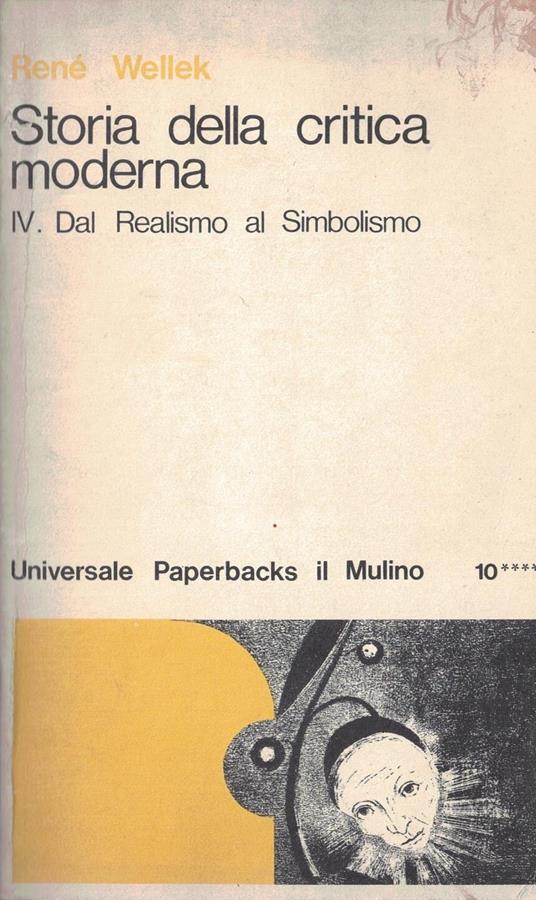 René Wellek
Storia della critica
moderna
IV. Dal Realismo al Simbolismo
Universale Paperbacks il Mulino 10****